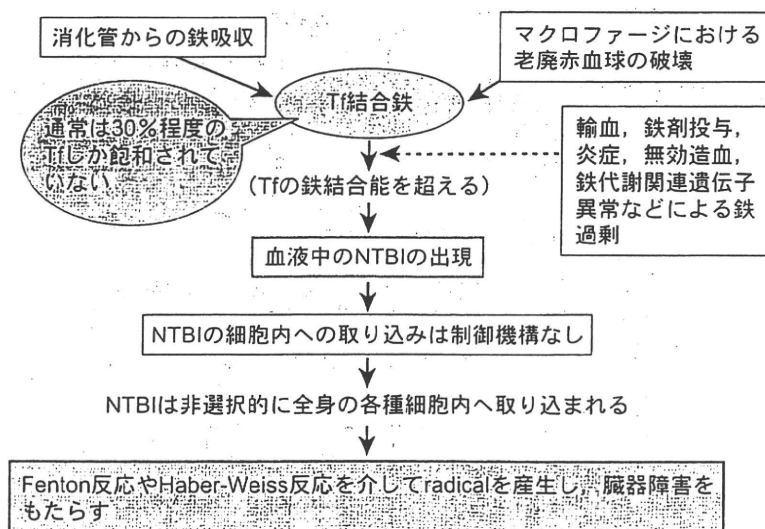 消化管からの鉄吸収
マクロファージにおける
老廃赤血球の破壊
Tf結合鉄
通常は30%程度の
Tfしか飽和されて
いない
輸血，鉄剤投与，
炎症，無効造血，
鉄代謝関連遺伝子
異常などによる鉄
過剰
(Tfの鉄結合能を超える)
血液中のNTBIの出現
NTBIの細胞内への取り込みは制御機構なし
NTBIは非選択的に全身の各種細胞内へ取り込まれる
Fenton反応やHaber-Weiss反応を介してradicalを産生し，臓器障害を
もたらす